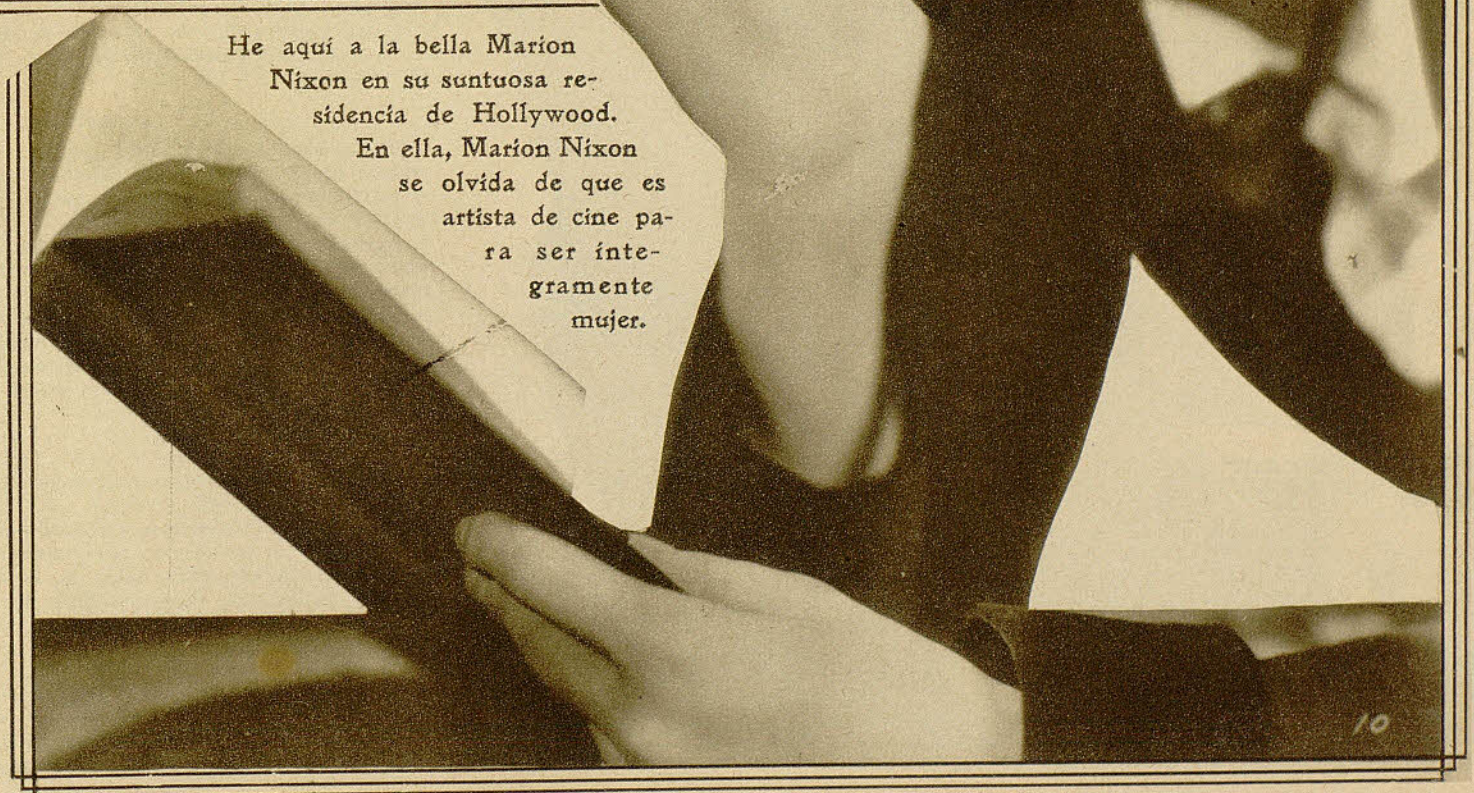 He aquí a la bella Marion
Nixon en su suntuosa re-
sidencia de Hollywood.
En ella, Marion Nixon
se olvida de que es
artista de cine pa-
ra ser ínte-
gramente
mujer.
10